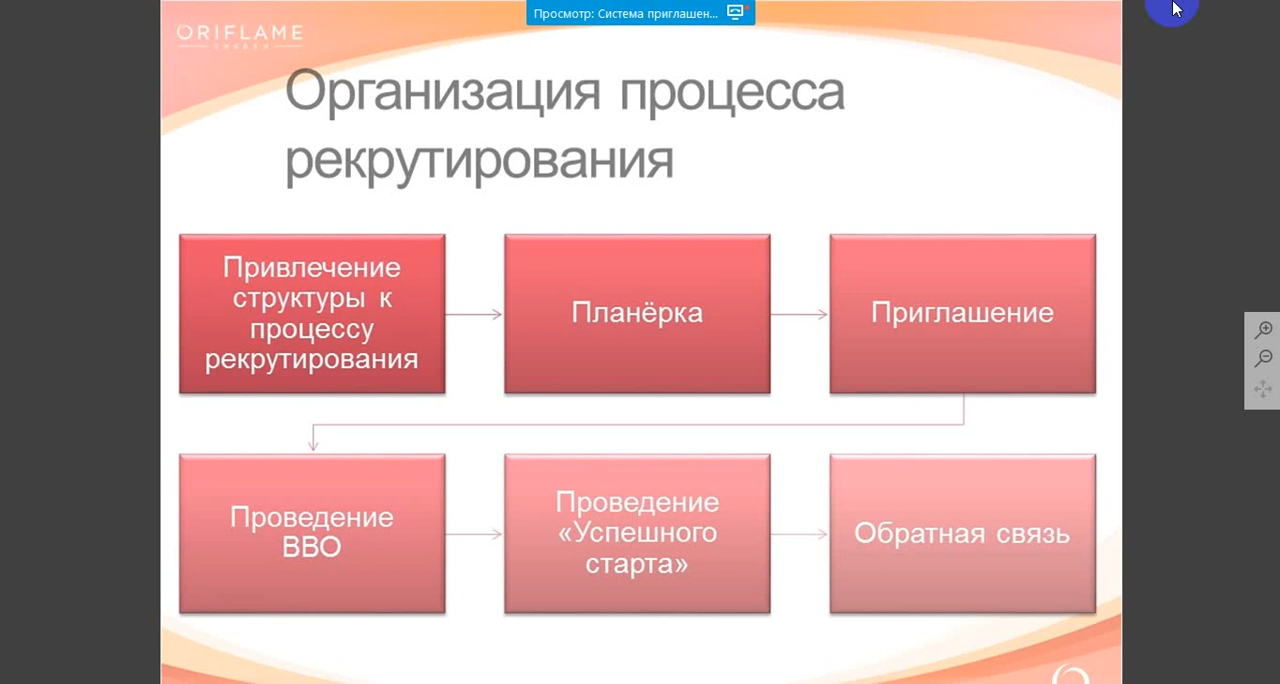 Просмотр: Система приглашен...
ORIFLAME
SWEDEN
Организация процесса
рекрутирования
Привлечение
структуры к
процессу
рекрутирования
Планёрка
Приглашение
Проведение
ВВО
Проведение
«Успешного
старта»
Обратная связь